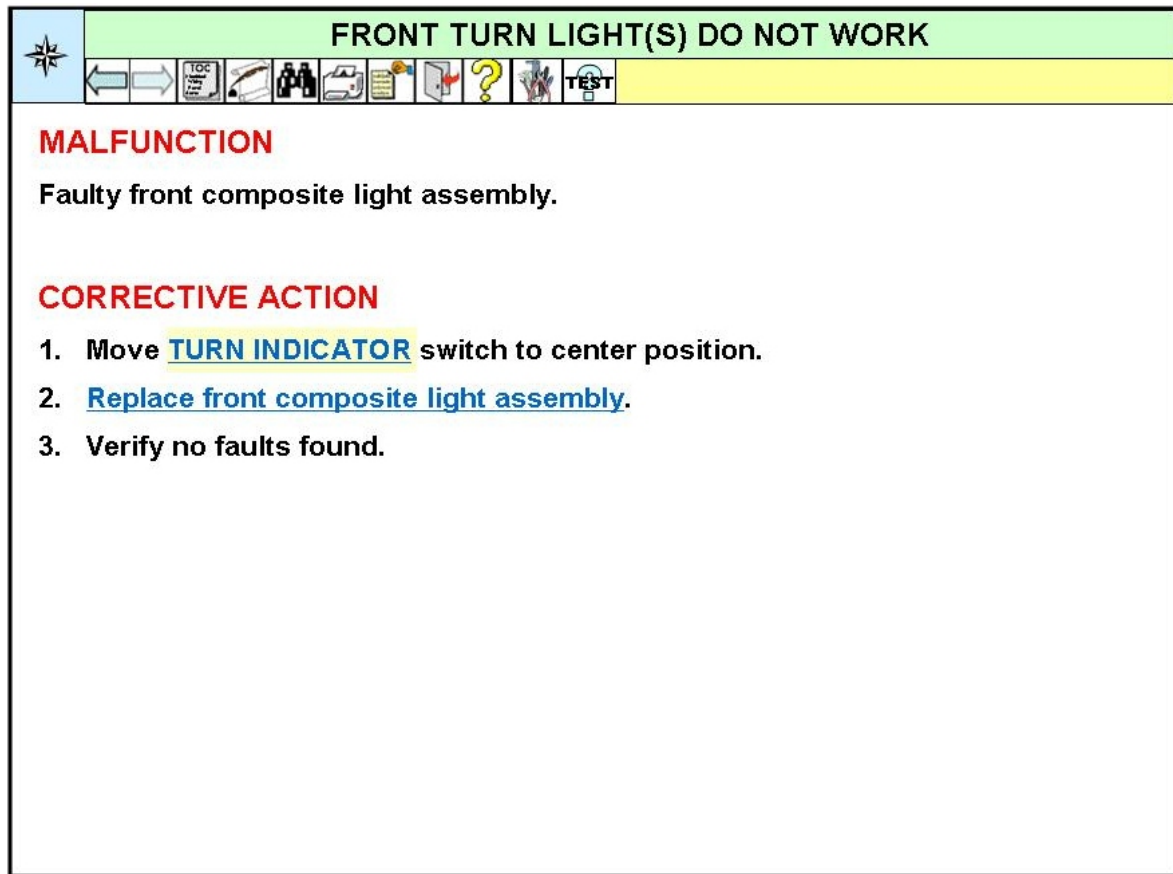 FRONT TURN LIGHT(S) DO NOT WORK
TOC
TEST
MALFUNCTION
Faulty front composite light assembly.
CORRECTIVE ACTION
1. Move TURN INDICATOR switch to center position.
2. Replace front composite light assembly.
3. Verify no faults found.